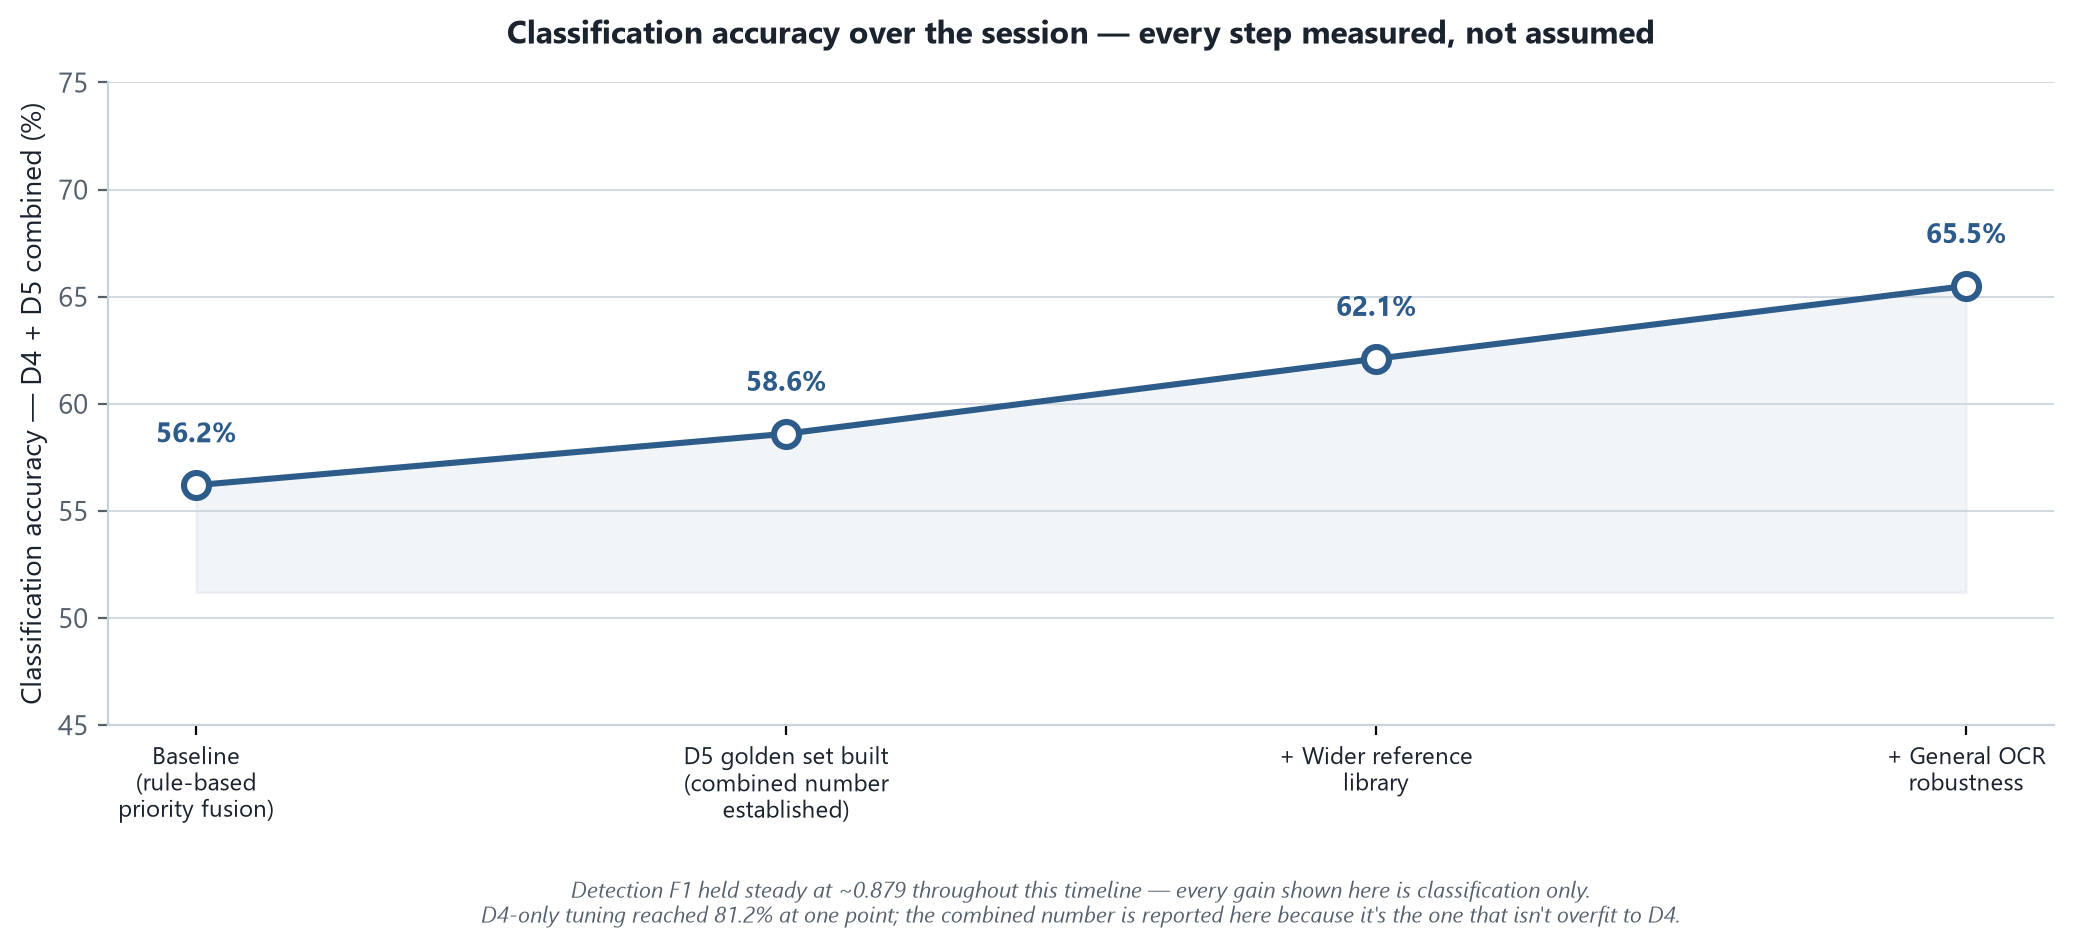 Classification accuracy over the session — every step measured, not assumed
Classification accuracy — D4 + D5 combined (%)
75
70
65
60
55
50
45
56.2%
58.6%
62.1%
65.5%
Baseline
(rule-based
priority fusion)
D5 golden set built
(combined number
established)
+ Wider reference
library
+ General OCR
robustness
Detection F1 held steady at ~0.879 throughout this timeline — every gain shown here is classification only.
D4-only tuning reached 81.2% at one point; the combined number is reported here because it's the one that isn't overfit to D4.